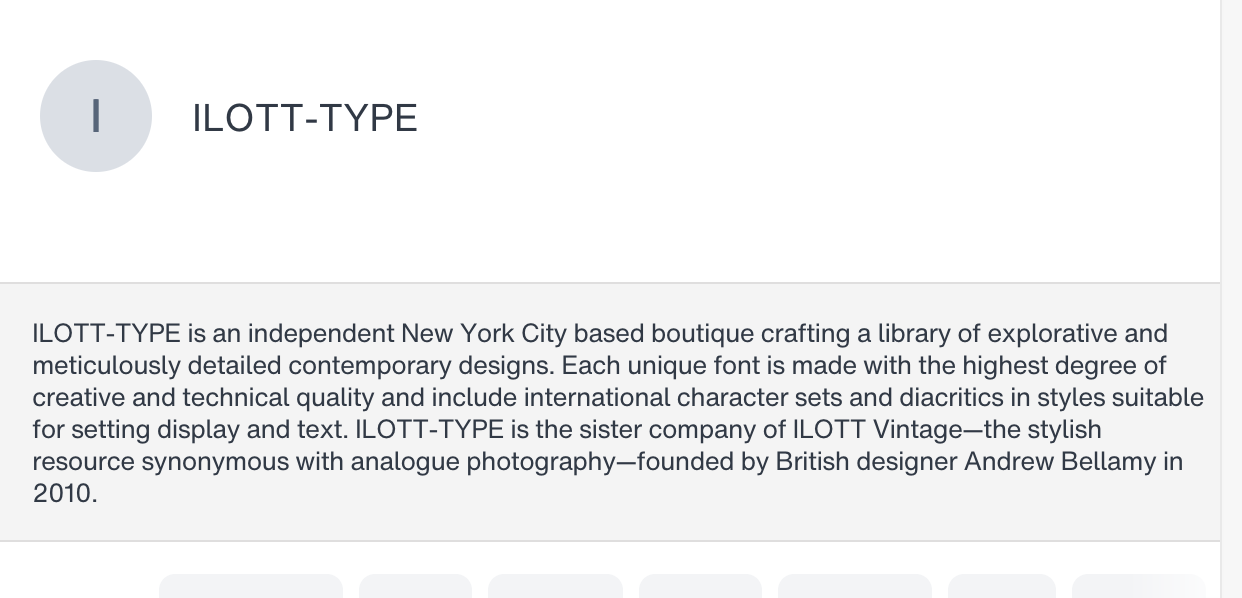 I
ILOTT-TYPE
ILOTT-TYPE is an independent New York City based boutique crafting a library of explorative and
meticulously detailed contemporary designs. Each unique font is made with the highest degree of
creative and technical quality and include international character sets and diacritics in styles suitable
for setting display and text. ILOTT-TYPE is the sister company of ILOTT Vintage—the stylish
resource synonymous with analogue photography—founded by British designer Andrew Bellamy in
2010.